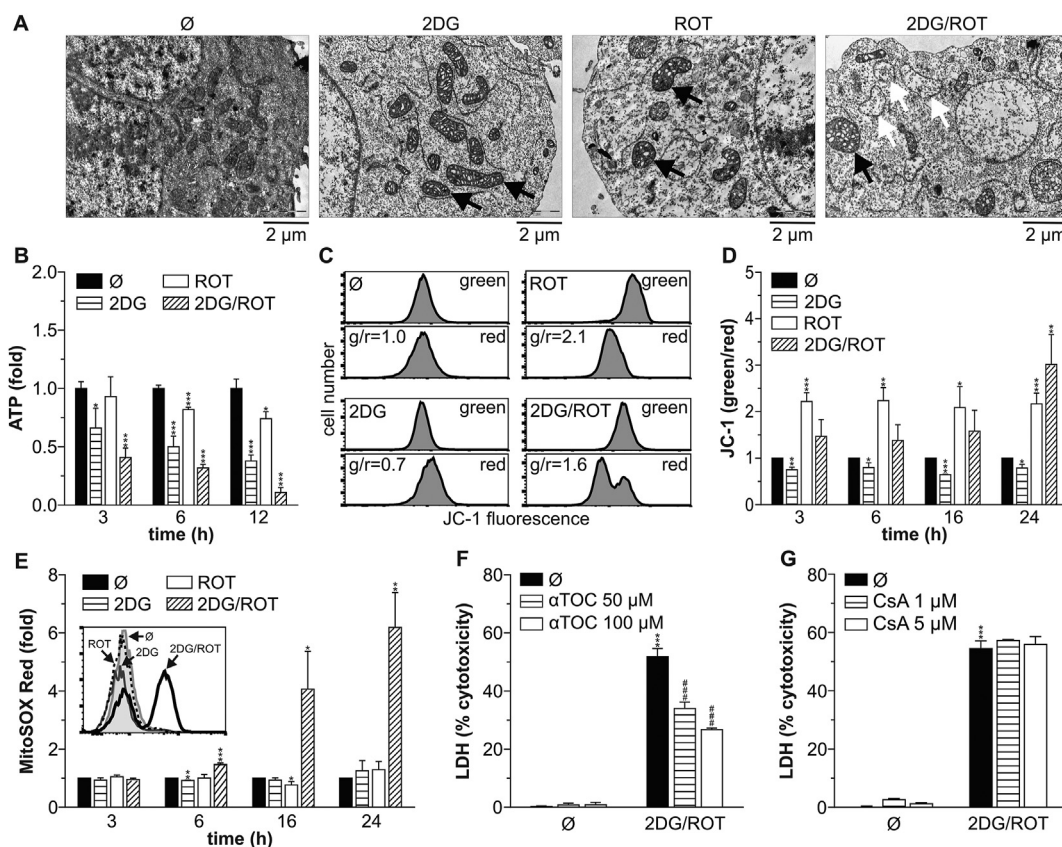 A
Ø
2DG
ROT
2DG/ROT
2 µm
2 µm
2 µm
2 µm
B
2.0
1.5
1.0
0.5
0.0
ATP (fold)
Ø
ROT
2DG
2DG/ROT
*
***
***
***
***
***
*
***
3
6
12
time (h)
C
cell number
Ø
green
g/r=1.0
red
ROT
green
g/r=2.1
red
2DG
green
g/r=0.7
red
2DG/ROT
green
g/r=1.6
red
JC-1 fluorescence
D
5
4
3
2
1
0
JC-1 (green/red)
Ø
2DG
ROT
2DG/ROT
**
***
*
**
***
*
*
***
**
3
6
16
24
time (h)
E
8
6
4
2
0
MitoSOX Red (fold)
Ø
ROT
2DG
2DG/ROT
ROT
Ø
2DG
2DG/ROT
**
***
*
*
**
3
6
16
24
time (h)
F
80
60
40
20
0
LDH (% cytotoxicity)
Ø
αTOC 50 µM
αTOC 100 µM
***
###
###
Ø
2DG/ROT
G
80
60
40
20
0
LDH (% cytotoxicity)
Ø
CsA 1 µM
CsA 5 µM
***
Ø
2DG/ROT